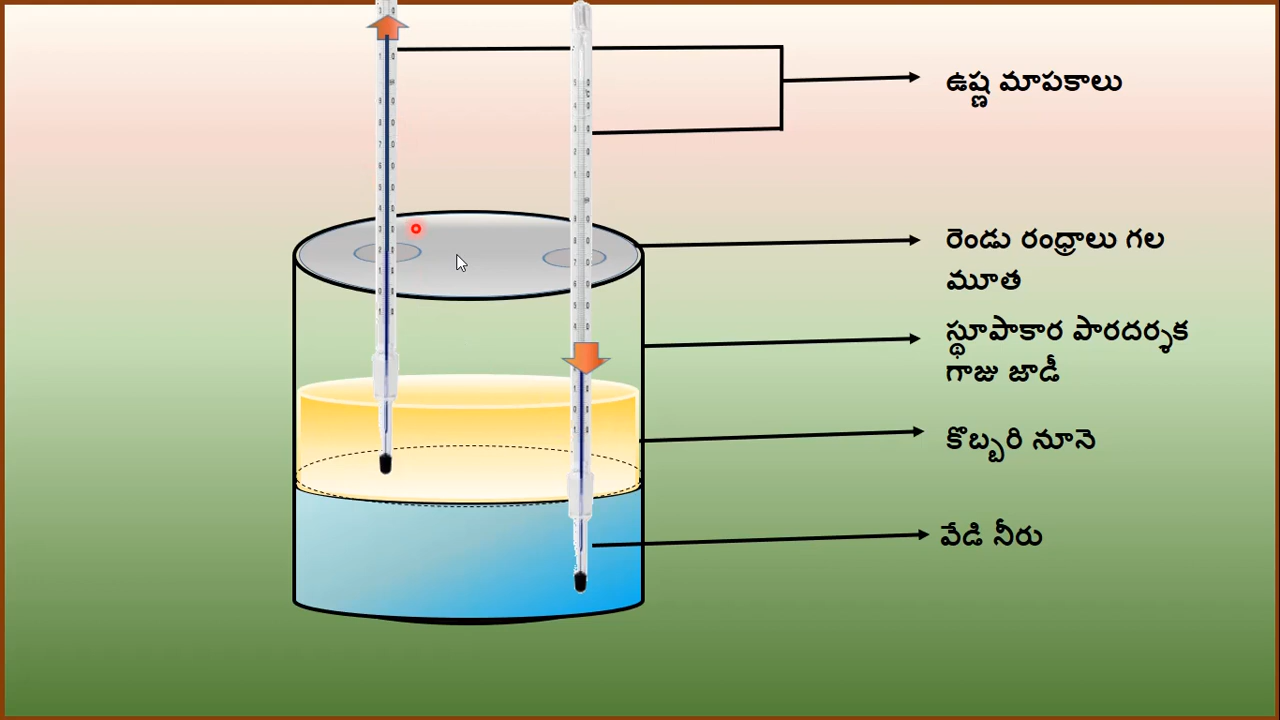 ఉష్ణ మాపకాలు
రెండు రంధ్రాలు గల
మూత
స్థూపాకార పారదర్శక
గాజు జాడీ
కొబ్బరి నూనె
వేడి నీరు